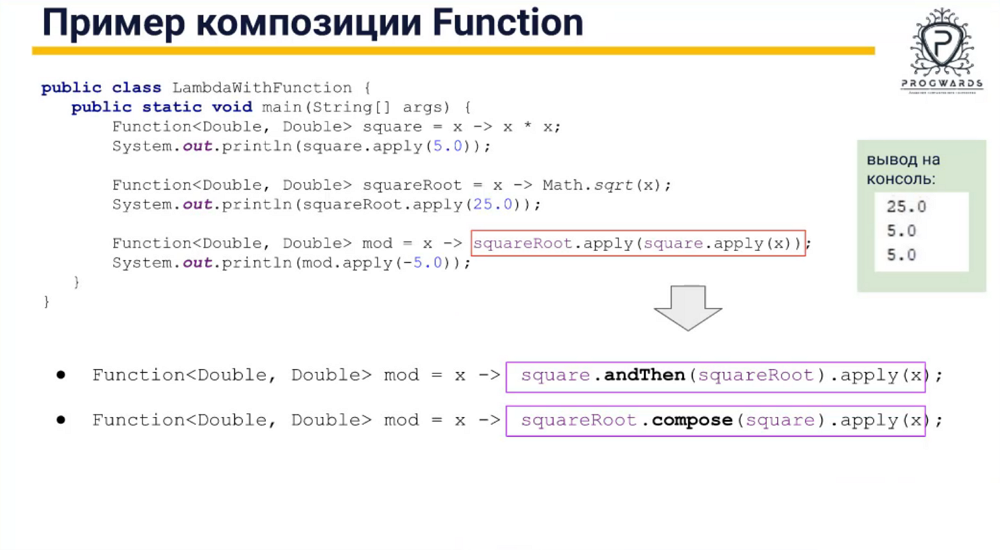 Пример композиции Function
PROGWARDS
public class LambdaWithFunction {
public static void main(String[] args) {
Function<Double, Double> square = x -> x * x;
System.out.println(square.apply(5.0));
Function<Double, Double> squareRoot = x -> Math.sqrt(x);
System.out.println(squareRoot.apply(25.0));
Function<Double, Double> mod = x -> squareRoot.apply(square.apply(x));
System.out.println(mod.apply(-5.0));
}
}
вывод на
консоль:
25.0
5.0
5.0
● Function<Double, Double> mod = x -> square.andThen(squareRoot).apply(x);
● Function<Double, Double> mod = x -> squareRoot.compose(square).apply(x);